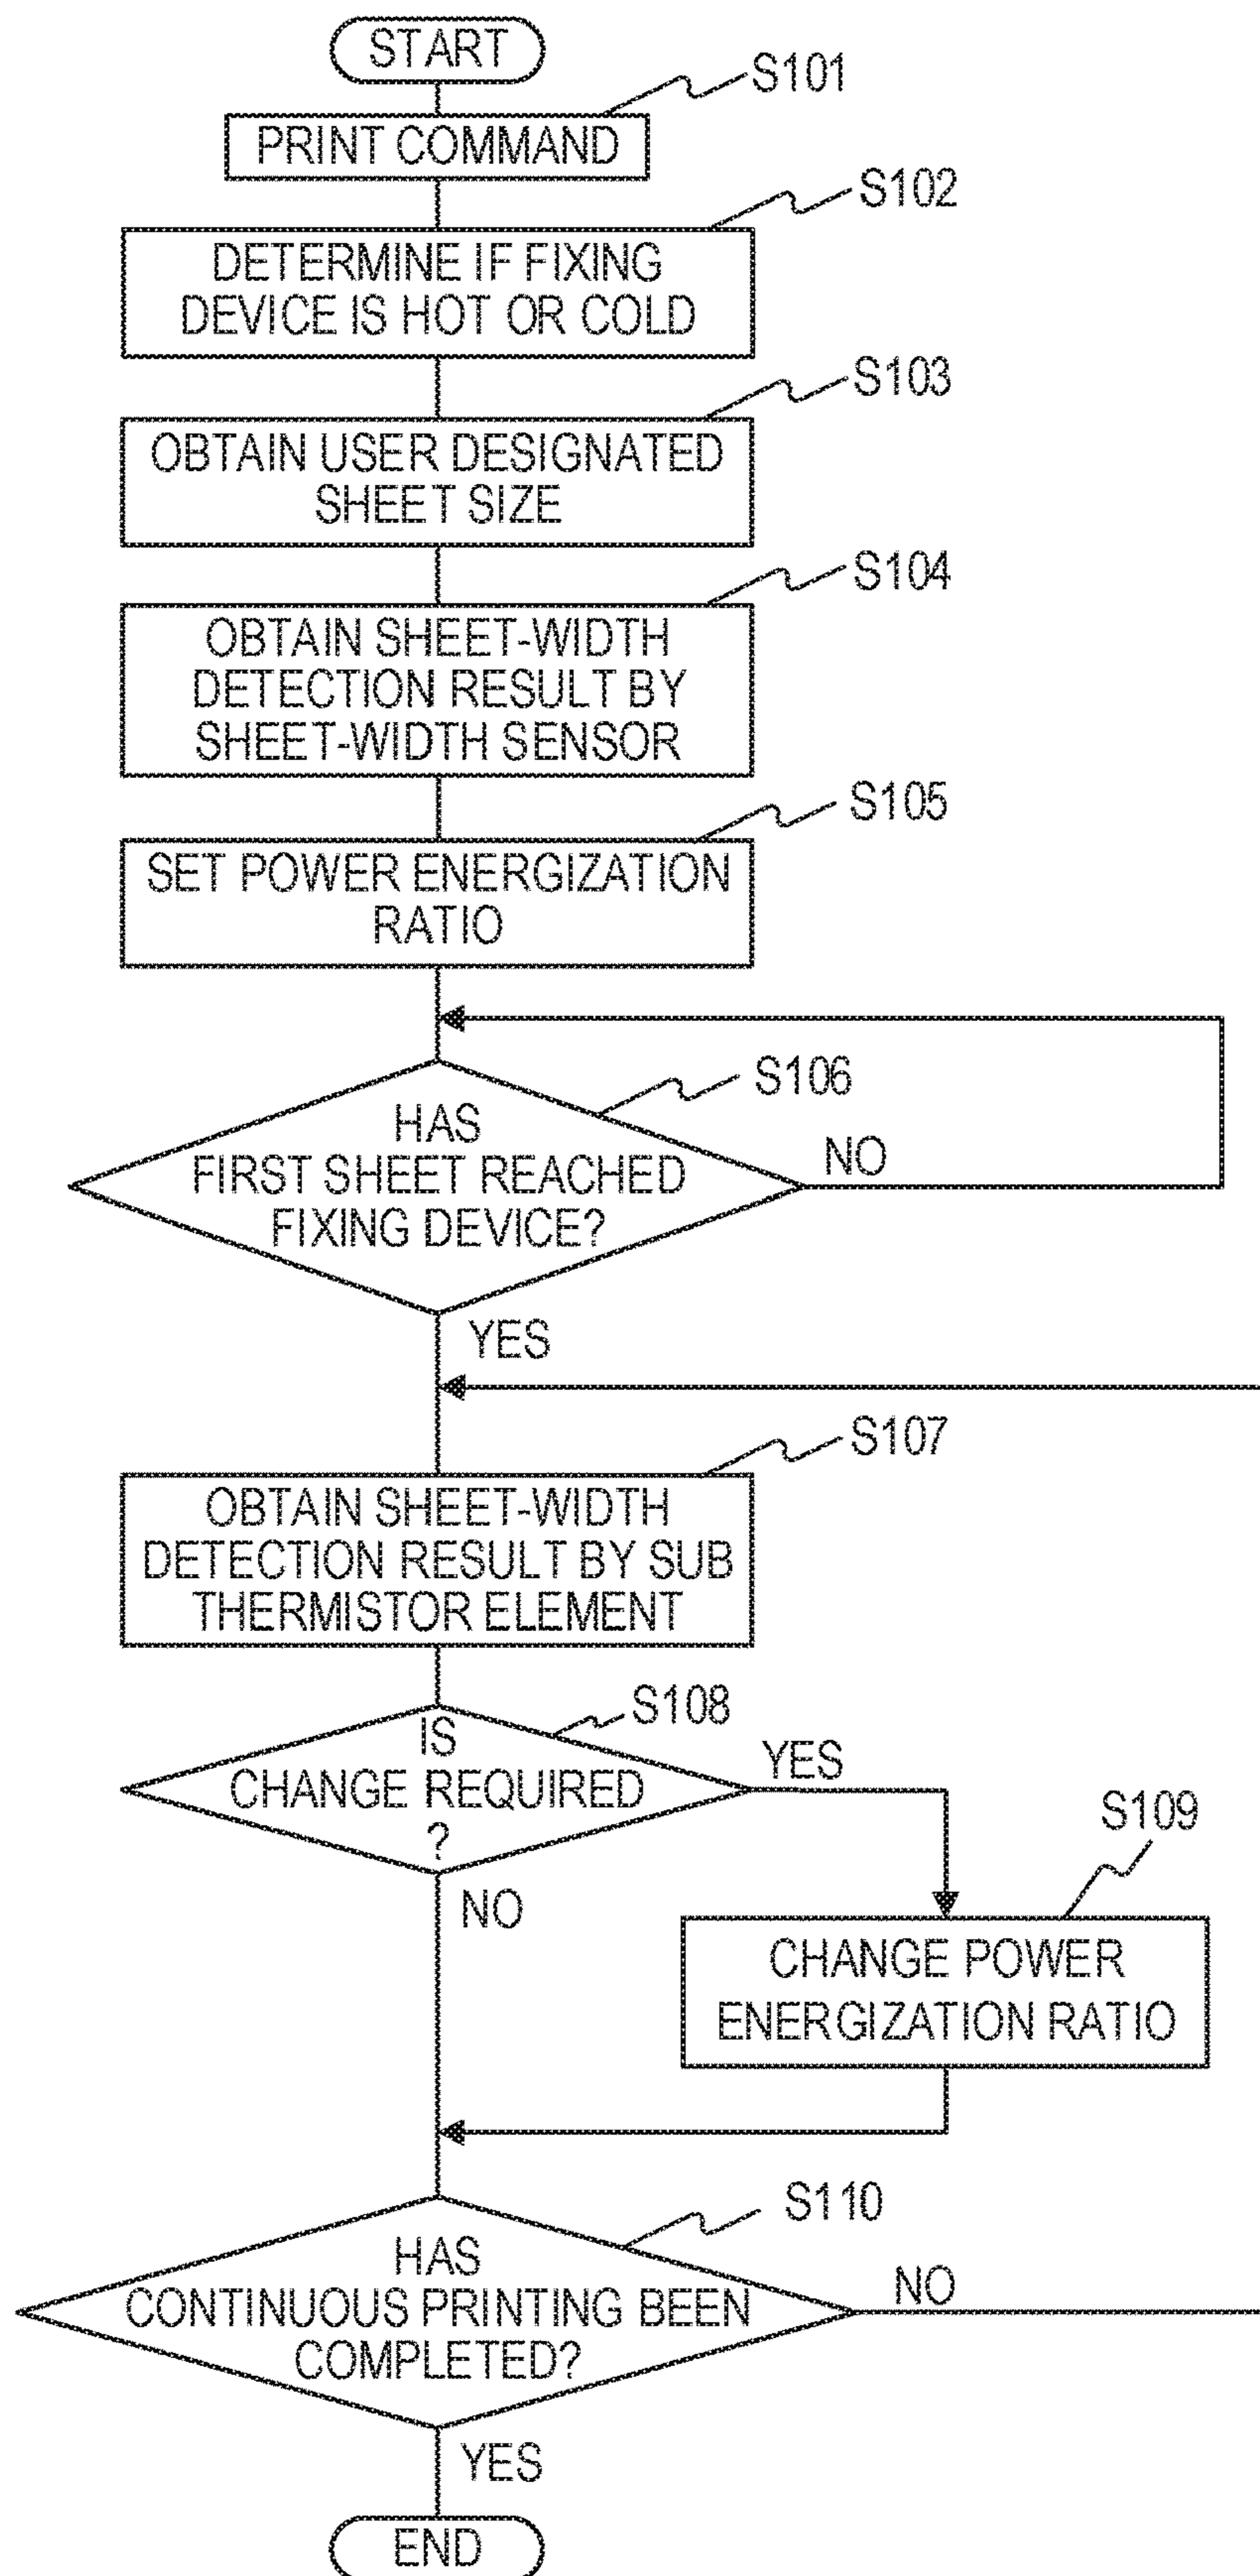 START
S101
PRINT COMMAND
S102
DETERMINE IF FIXING
DEVICE IS HOT OR COLD
S103
OBTAIN USER DESIGNATED
SHEET SIZE
S104
OBTAIN SHEET-WIDTH
DETECTION RESULT BY
SHEET-WIDTH SENSOR
S105
SET POWER ENERGIZATION
RATIO
S106
HAS
FIRST SHEET REACHED
FIXING DEVICE?
NO
YES
S107
OBTAIN SHEET-WIDTH
DETECTION RESULT BY SUB
THERMISTOR ELEMENT
S108
IS
CHANGE REQUIRED
?
YES
NO
S109
CHANGE POWER
ENERGIZATION RATIO
S110
HAS
CONTINUOUS PRINTING BEEN
COMPLETED?
NO
YES
END